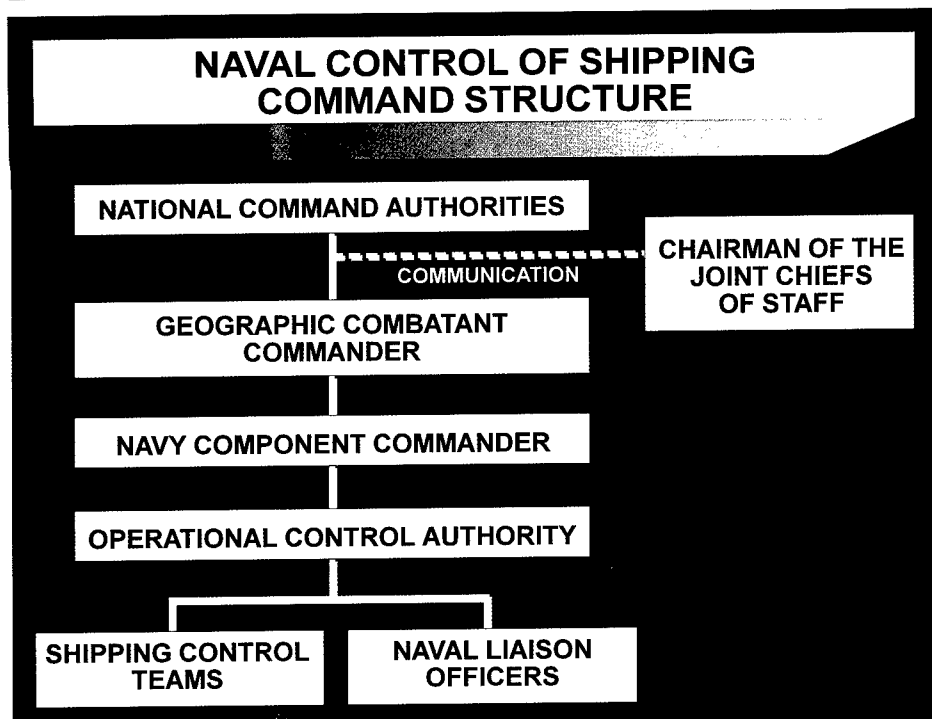 NAVAL CONTROL OF SHIPPING
COMMAND STRUCTURE
NATIONAL COMMAND AUTHORITIES
COMMUNICATION
CHAIRMAN OF THE
JOINT CHIEFS
OF STAFF
GEOGRAPHIC COMBATANT
COMMANDER
NAVY COMPONENT COMMANDER
OPERATIONAL CONTROL AUTHORITY
SHIPPING CONTROL
TEAMS
NAVAL LIAISON
OFFICERS